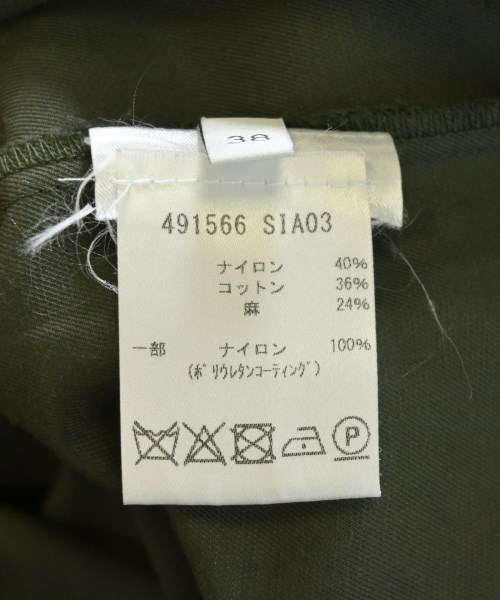 38
491566 SIA03
ナイロン 40%
コットン 36%
麻 24%
一部 ナイロン 100%
(ﾎﾟﾘｳﾚﾀﾝｺｰﾃｨﾝｸﾞ)
P